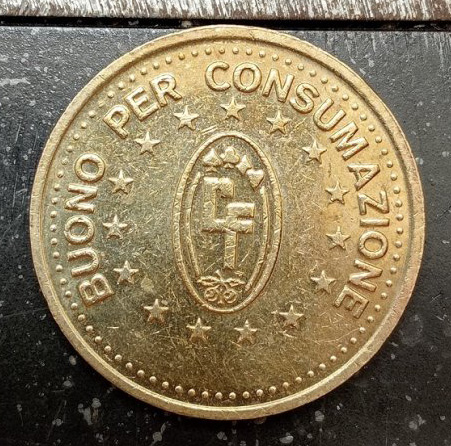 BUONO PER CONSUMAZIONE
CF